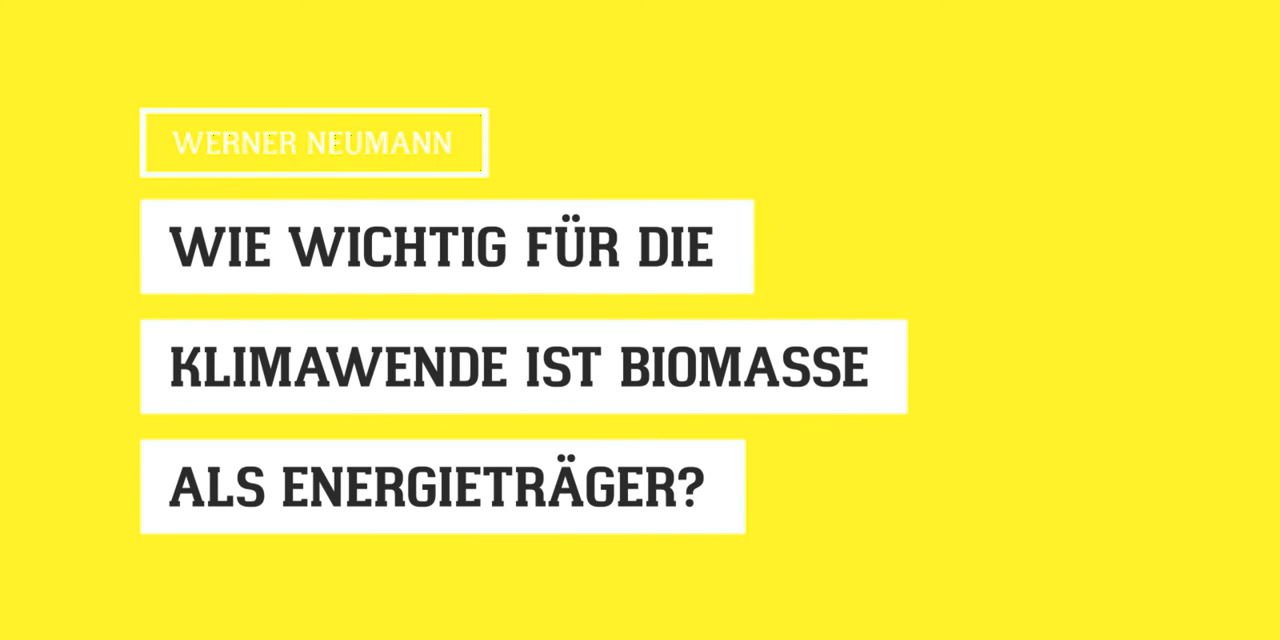 WERNER NEUMANN
WIE WICHTIG FÜR DIE
KLIMAWENDE IST BIOMASSE
ALS ENERGIETRÄGER?